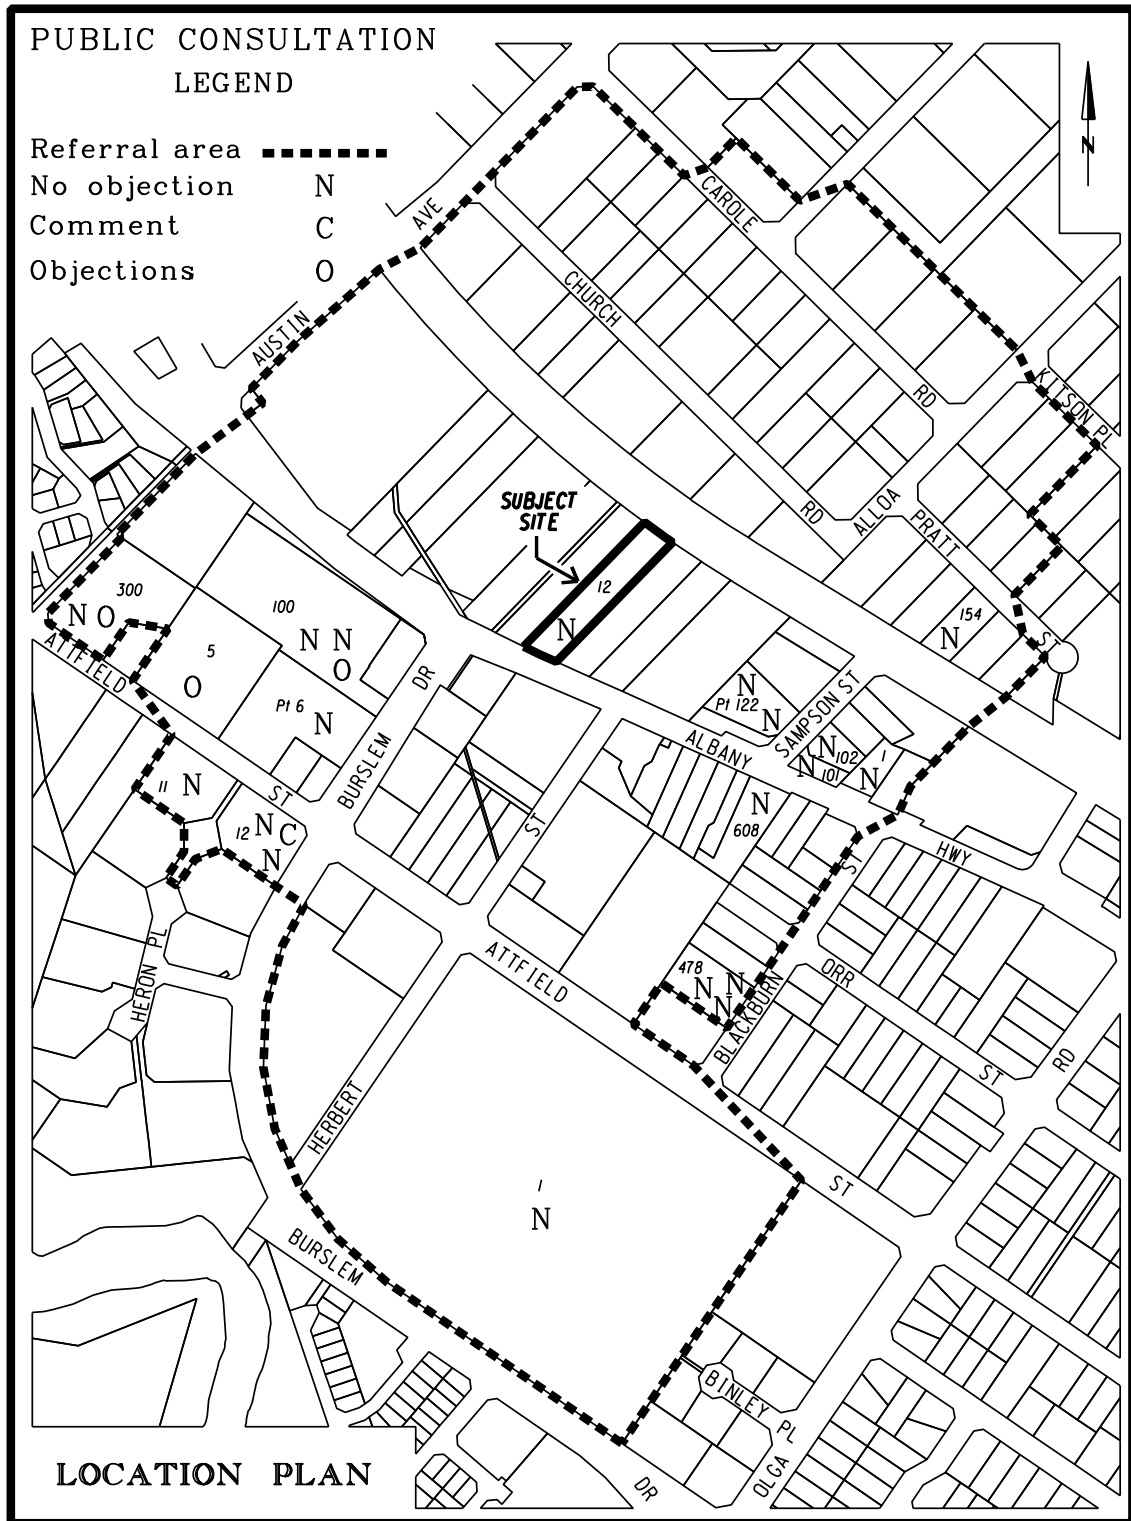 PUBLIC CONSULTATION
LEGEND
Referral area
No objection N
Comment C
Objections O
N
AVE
AUSTIN
CAROLE
RD
CHURCH
RD
KITSON PL
ALLOA
PRATT
ST
SUBJECT
SITE
12
N
154
N
300
N O
100
N N
O
5
O
Pt 6
N
ATTFIELD
ST
11
N
12 N C
N
DR
BURSLEM
ST
N
Pt 122
N
SAMPSON ST
ALBANY
HWY
N
102
N
101
1
N
N
608
ST
BLACKBURN
478
N N
N
ATTFIELD
ST
ORR
ST
RD
HERON PL
HERBERT
1
N
BURSLEM
DR
BINLEY PL
OLGA
LOCATION PLAN